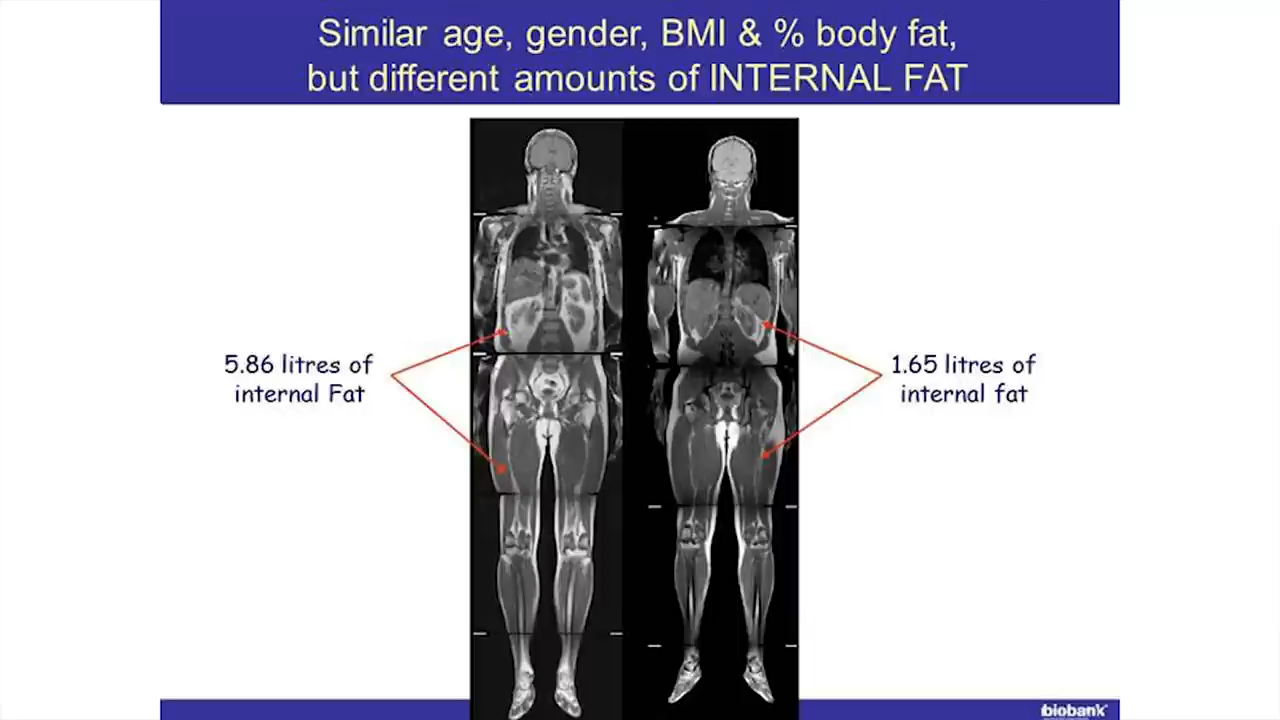 Similar age, gender, BMI & % body fat,
but different amounts of INTERNAL FAT
5.86 litres of
internal Fat
1.65 litres of
internal fat
biobank